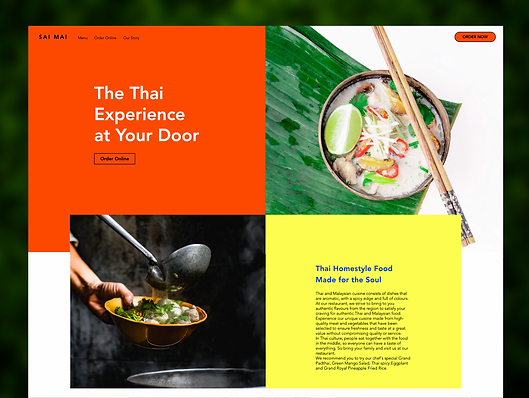 SAI MAI
Menu
Order Online
Our Story
ORDER NOW
The Thai
Experience
at Your Door
Order Online
Thai Homestyle Food
Made for the Soul
Thai and Malaysian cuisine consists of dishes that
are aromatic, with a spicy edge and full of colours.
At our restaurant, we strive to bring to you
authentic flavours from the region to satisfy your
craving for authentic Thai and Malaysian food.
Experience our unique cuisine made from high-
quality meat and vegetables that have been
selected to ensure freshness and taste at a great
value without compromising quality or service.
In Thai culture, people eat together with the food
in the middle, so everyone can have a taste of
everything. So bring your family and visit us at our
restaurant.
We recommend you to try our chef's special Grand
Padthai, Green Mango Salad, Thai spicy Eggplant
and Grand Royal Pineapple Fried Rice.